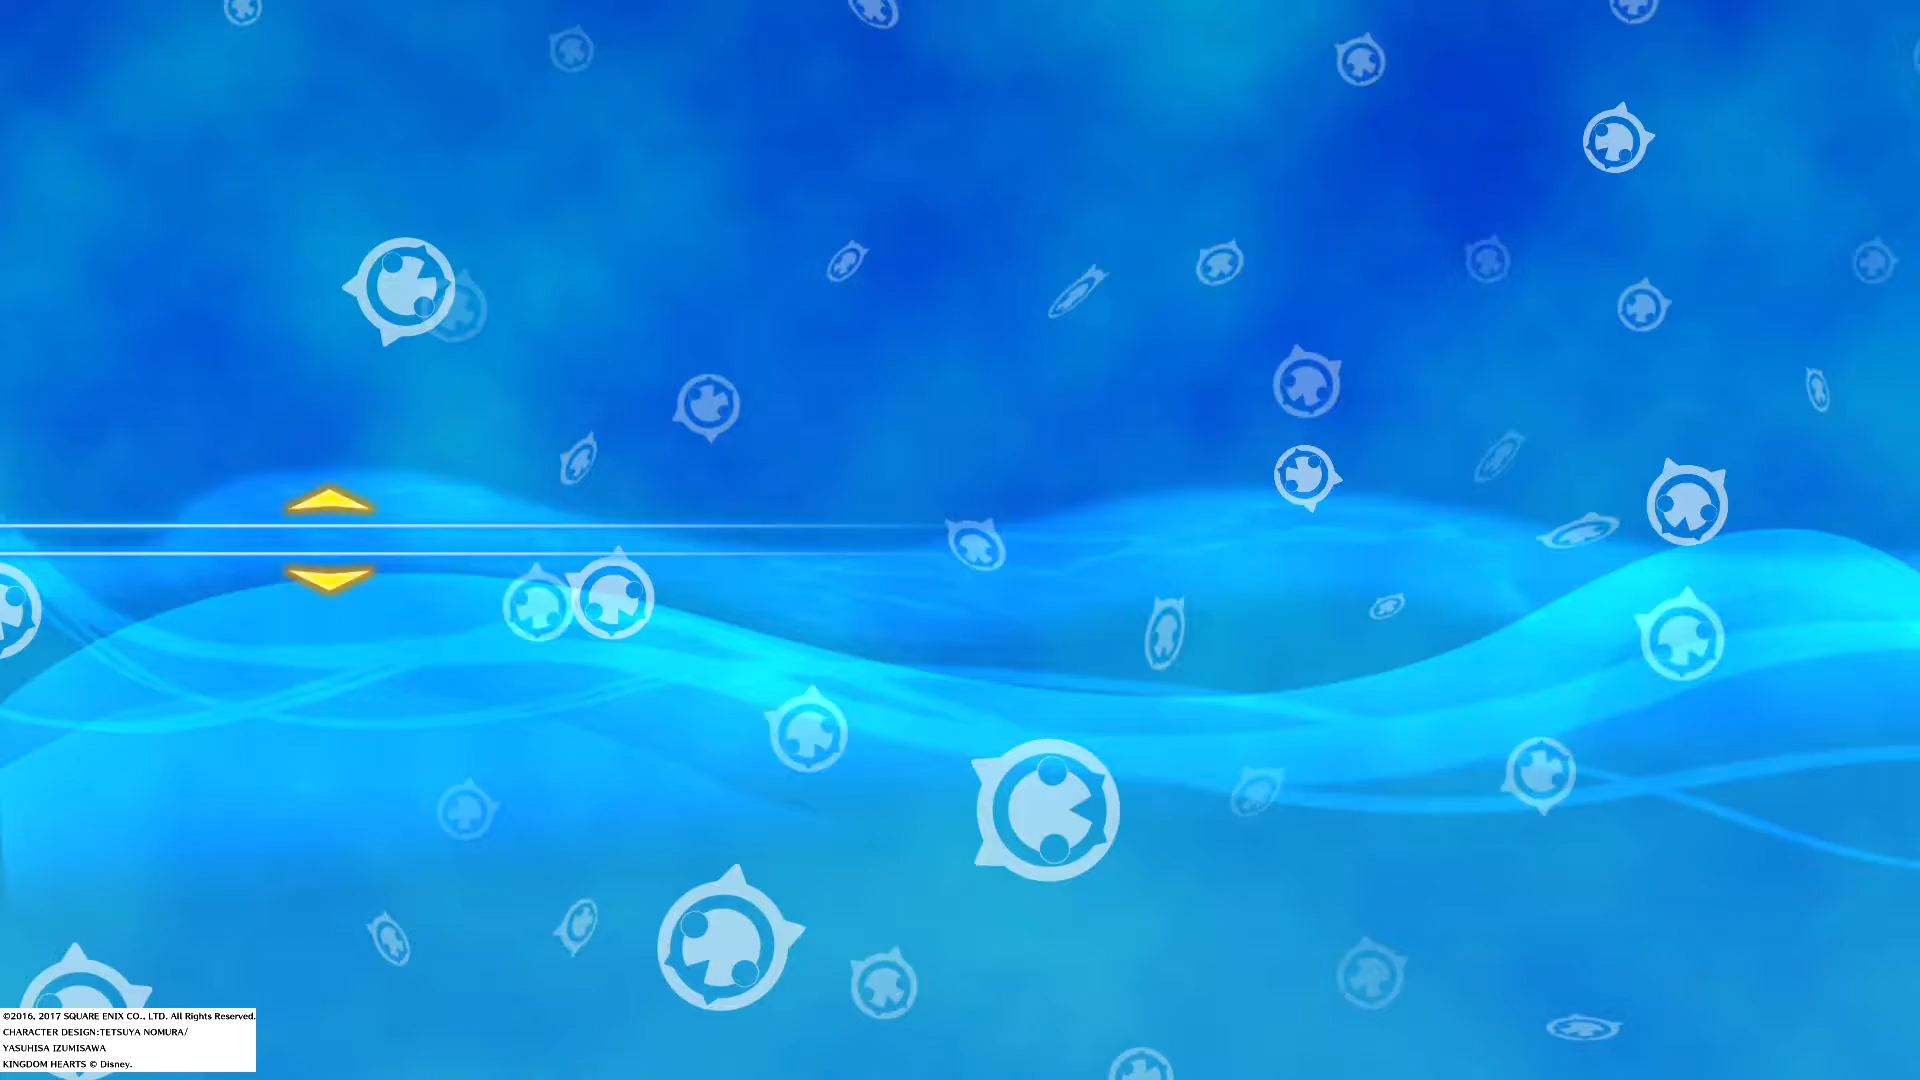 ©2016, 2017 SQUARE ENIX CO., LTD. All Rights Reserved.
CHARACTER DESIGN:TETSUYA NOMURA/
YASUHISA IZUMISAWA
KINGDOM HEARTS © Disney.